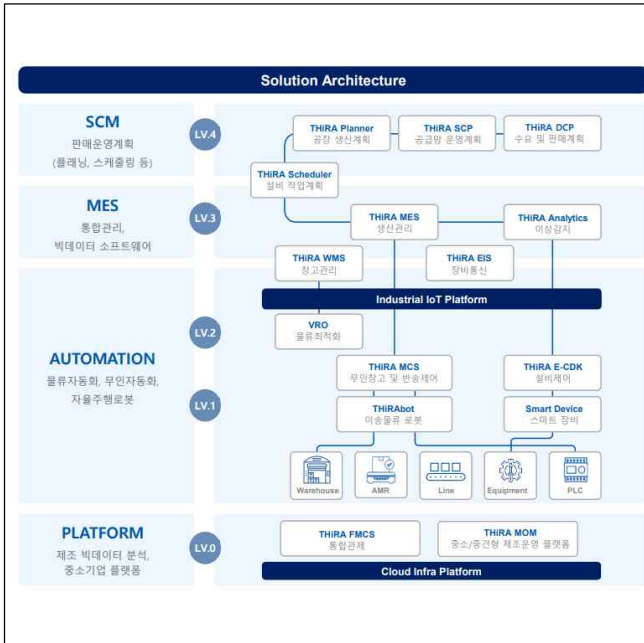 Solution Architecture
SCM
판매운영계획
(플래닝, 스케줄링 등)
LV.4
THiRA Planner
공장 생산계획
THiRA SCP
공급망 운영계획
THiRA DCP
수요 및 판매계획
THiRA Scheduler
설비 작업계획
MES
통합관리,
빅데이터 소프트웨어
LV.3
THiRA MES
생산관리
THiRA Analytics
이상감지
THiRA WMS
창고관리
THiRA EIS
장비통신
Industrial IoT Platform
AUTOMATION
물류자동화, 무인자동화,
자율주행로봇
LV.2
VRO
물류최적화
THiRA MCS
무인창고 및 반송제어
THiRA E-CDK
설비제어
LV.1
THiRAbot
이송물류 로봇
Smart Device
스마트 장비
Warehouse
AMR
Line
Equipment
PLC
PLATFORM
제조 빅데이터 분석,
중소기업 플랫폼
LV.0
THiRA FMCS
통합관제
THiRA MOM
중소/중견형 제조운영 플랫폼
Cloud Infra Platform